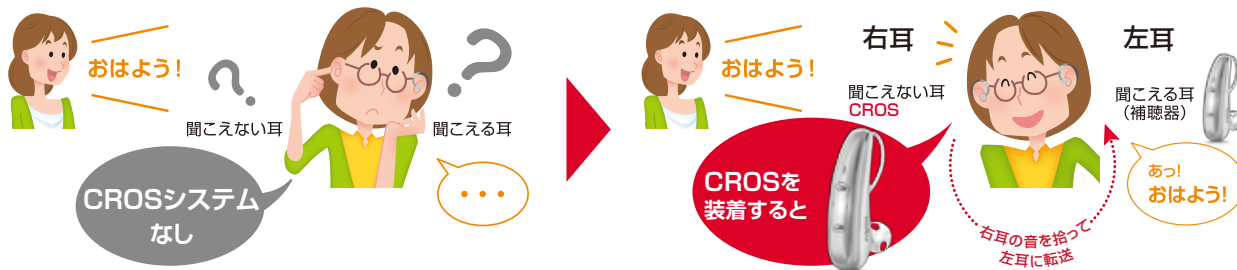 おはよう！
?
?
聞こえない耳
聞こえる耳
CROSシステム
なし
・・・
おはよう！
右耳
左耳
聞こえない耳
CROS
聞こえる耳
（補聴器）
CROSを
装着すると
あっ！
おはよう！
右耳の音を拾って
左耳に転送